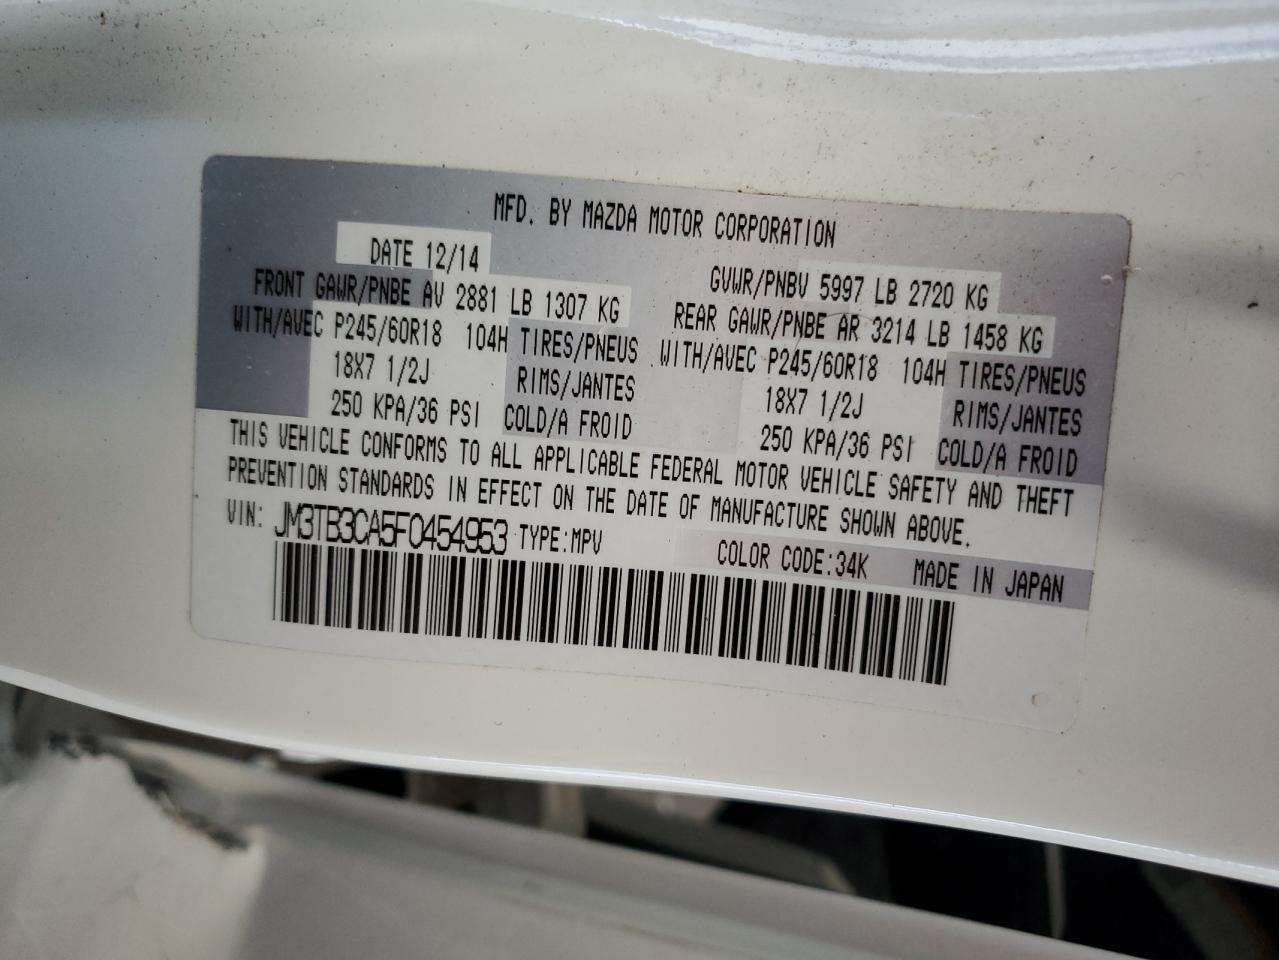 MFD. BY MAZDA MOTOR CORPORATION
DATE 12/14 GVWR/PNBV 5997 LB 2720 KG
FRONT GAWR/PNBE AV 2881 LB 1307 KG REAR GAWR/PNBE AR 3214 LB 1458 KG
WITH/AVEC P245/60R18 104H TIRES/PNEUS WITH/AVEC P245/60R18 104H TIRES/PNEUS
18X7 1/2J RIMS/JANTES 18X7 1/2J RIMS/JANTES
250 KPA/36 PSI COLD/A FROID 250 KPA/36 PSI COLD/A FROID
THIS VEHICLE CONFORMS TO ALL APPLICABLE FEDERAL MOTOR VEHICLE SAFETY AND THEFT
PREVENTION STANDARDS IN EFFECT ON THE DATE OF MANUFACTURE SHOWN ABOVE.
VIN: JM3TB3CA5F0454953 TYPE:MPV COLOR CODE:34K MADE IN JAPAN